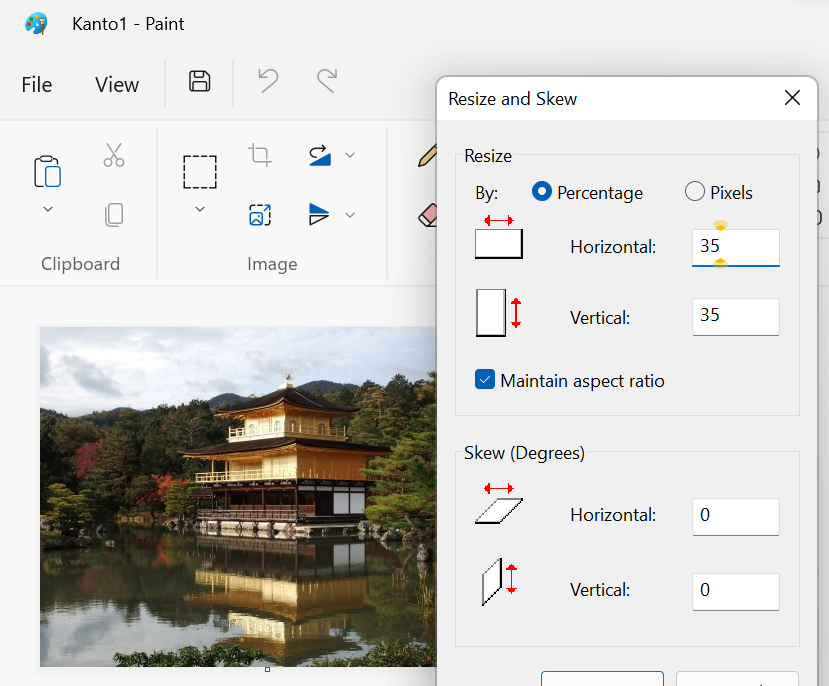 Kanto1 - Paint
File View
Resize and Skew
Resize
By: Percentage Pixels
Horizontal: 35
Vertical: 35
Maintain aspect ratio
Clipboard Image
Skew (Degrees)
Horizontal: 0
Vertical: 0